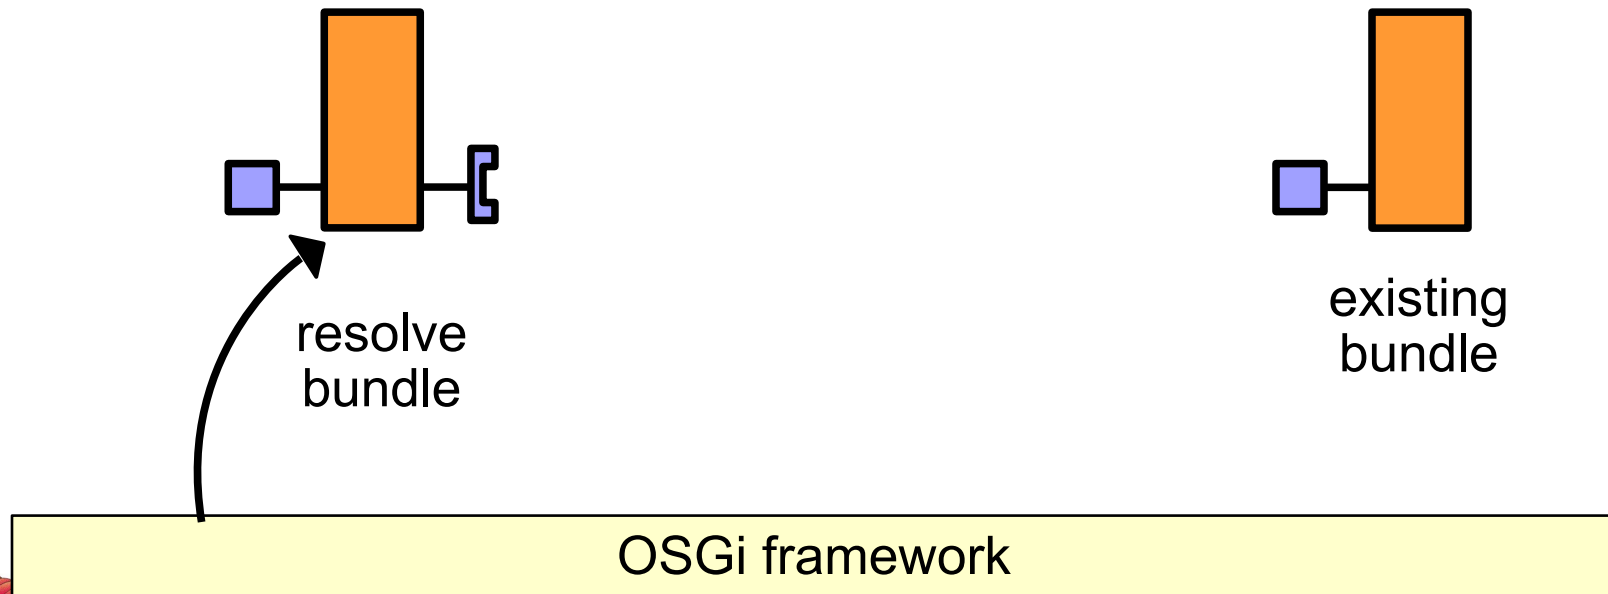 resolve
bundle
existing
bundle
OSGi framework